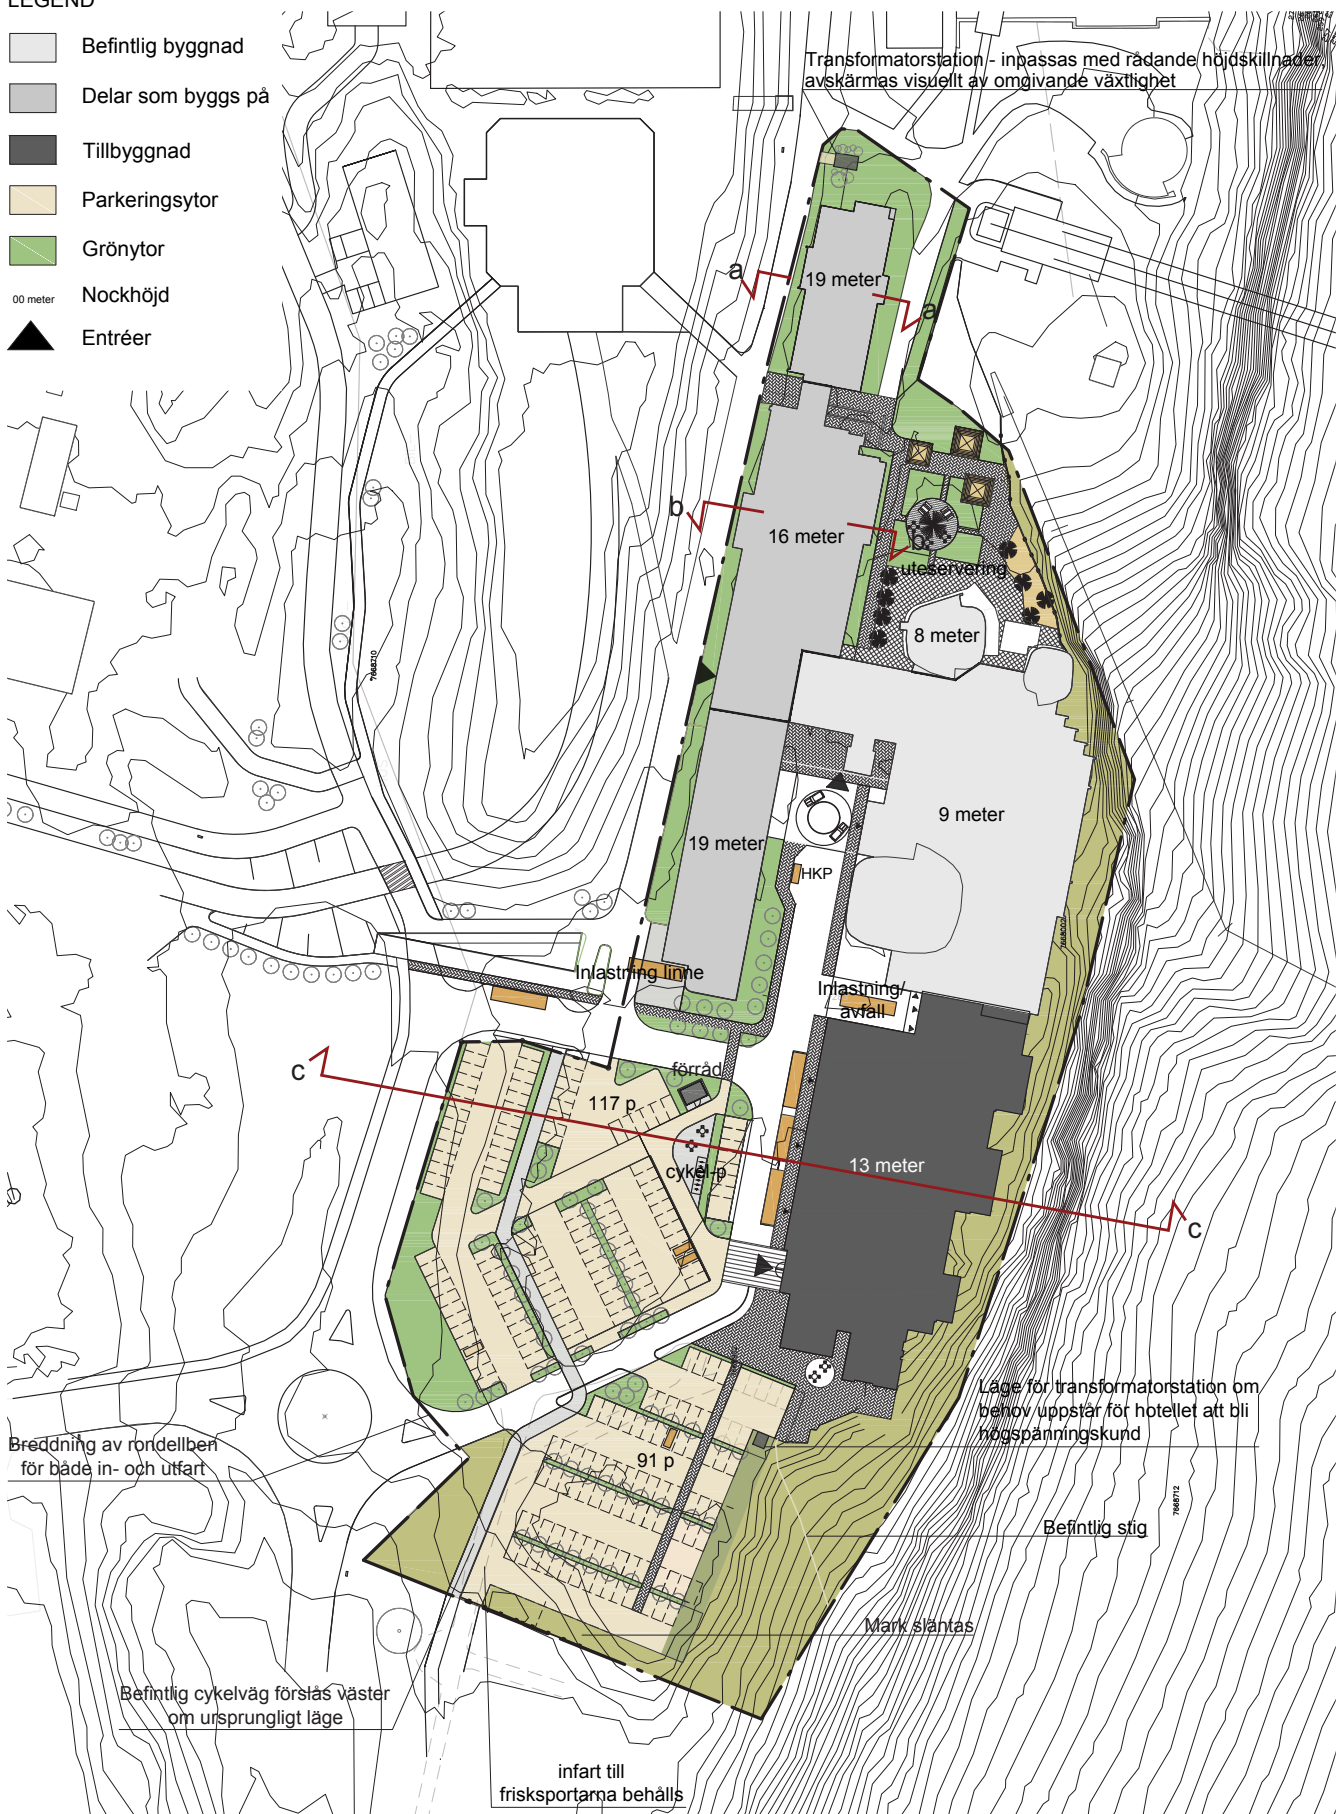 LEGEND
Befintlig byggnad
Delar som byggs på
Tillbyggnad
Parkeringsytor
Grönytor
00 meter Nockhöjd
Entréer
Transformatorstation - inpassas med rådande höjdskillnader,
avskärmas visuellt av omgivande växtlighet
a
19 meter
a
b
16 meter
b
uteservering
8 meter
7668710
9 meter
19 meter
HKP
Inlastning linne
Inlastning/
avfall
c
förråd
117 p
cykel-p
13 meter
c
Läge för transformatorstation om
behov uppstår för hotellet att bli
högspänningskund
Breddning av rondellben
för både in- och utfart
91 p
7668712
Befintlig stig
Mark släntas
Befintlig cykelväg förslås väster
om ursprungligt läge
infart till
frisksportarna behålls